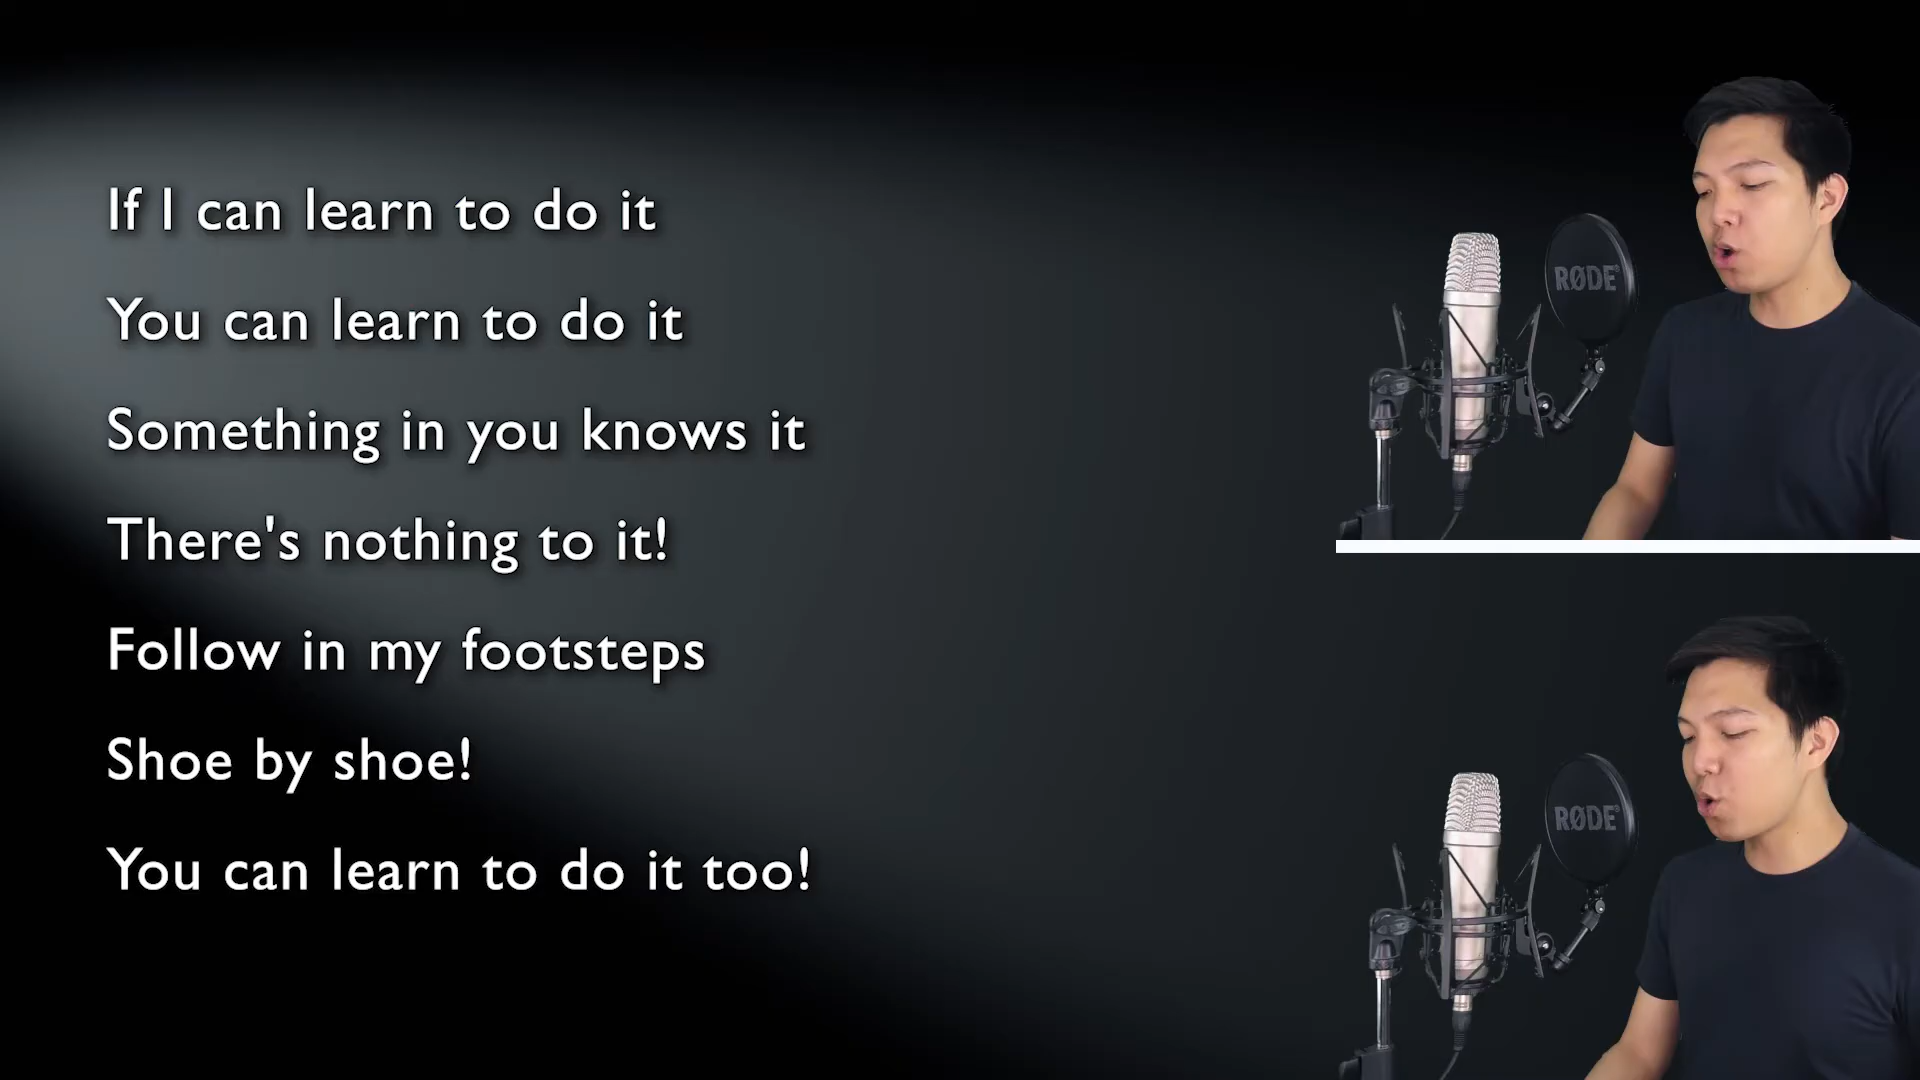 If I can learn to do it
You can learn to do it
Something in you knows it
There's nothing to it!
Follow in my footsteps
Shoe by shoe!
You can learn to do it too!
RØDE
RØDE